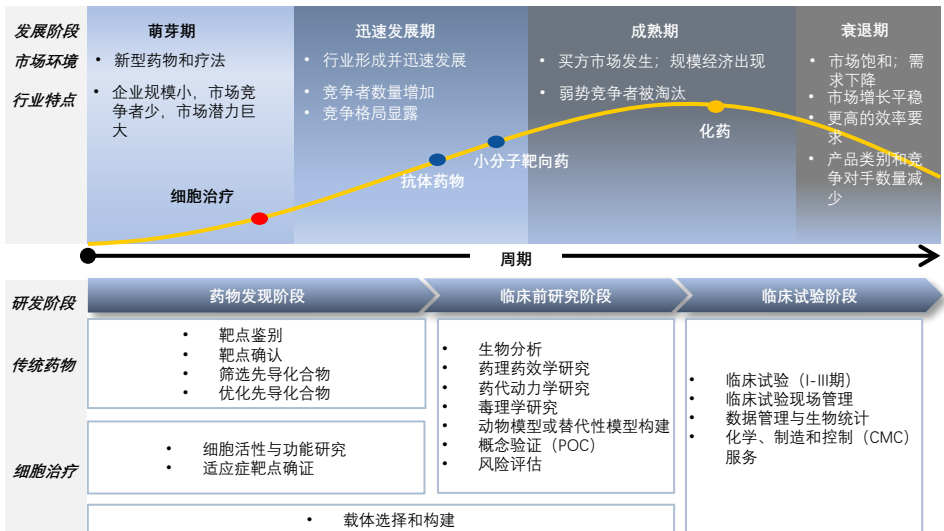 发展阶段
萌芽期
迅速发展期
成熟期
衰退期
市场环境
• 新型药物和疗法
• 行业形成并迅速发展
• 买方市场发生；规模经济出现
• 市场饱和；需
求下降
行业特点
• 企业规模小，市场竞
争者少，市场潜力巨
大
• 竞争者数量增加
• 竞争格局显露
• 弱势竞争者被淘汰
• 市场增长平稳
• 更高的效率要
求
• 产品类别和竞
争对手数量减
少
细胞治疗
抗体药物
小分子靶向药
化药
周期
研发阶段
药物发现阶段
临床前研究阶段
临床试验阶段
传统药物
• 靶点鉴别
• 靶点确认
• 筛选先导化合物
• 优化先导化合物
• 生物分析
• 药理药效学研究
• 药代动力学研究
• 毒理学研究
• 动物模型或替代性模型构建
• 概念验证（POC）
• 风险评估
• 临床试验（I-III期）
• 临床试验现场管理
• 数据管理与生物统计
• 化学、制造和控制（CMC）
服务
细胞治疗
• 细胞活性与功能研究
• 适应症靶点确证
• 载体选择和构建